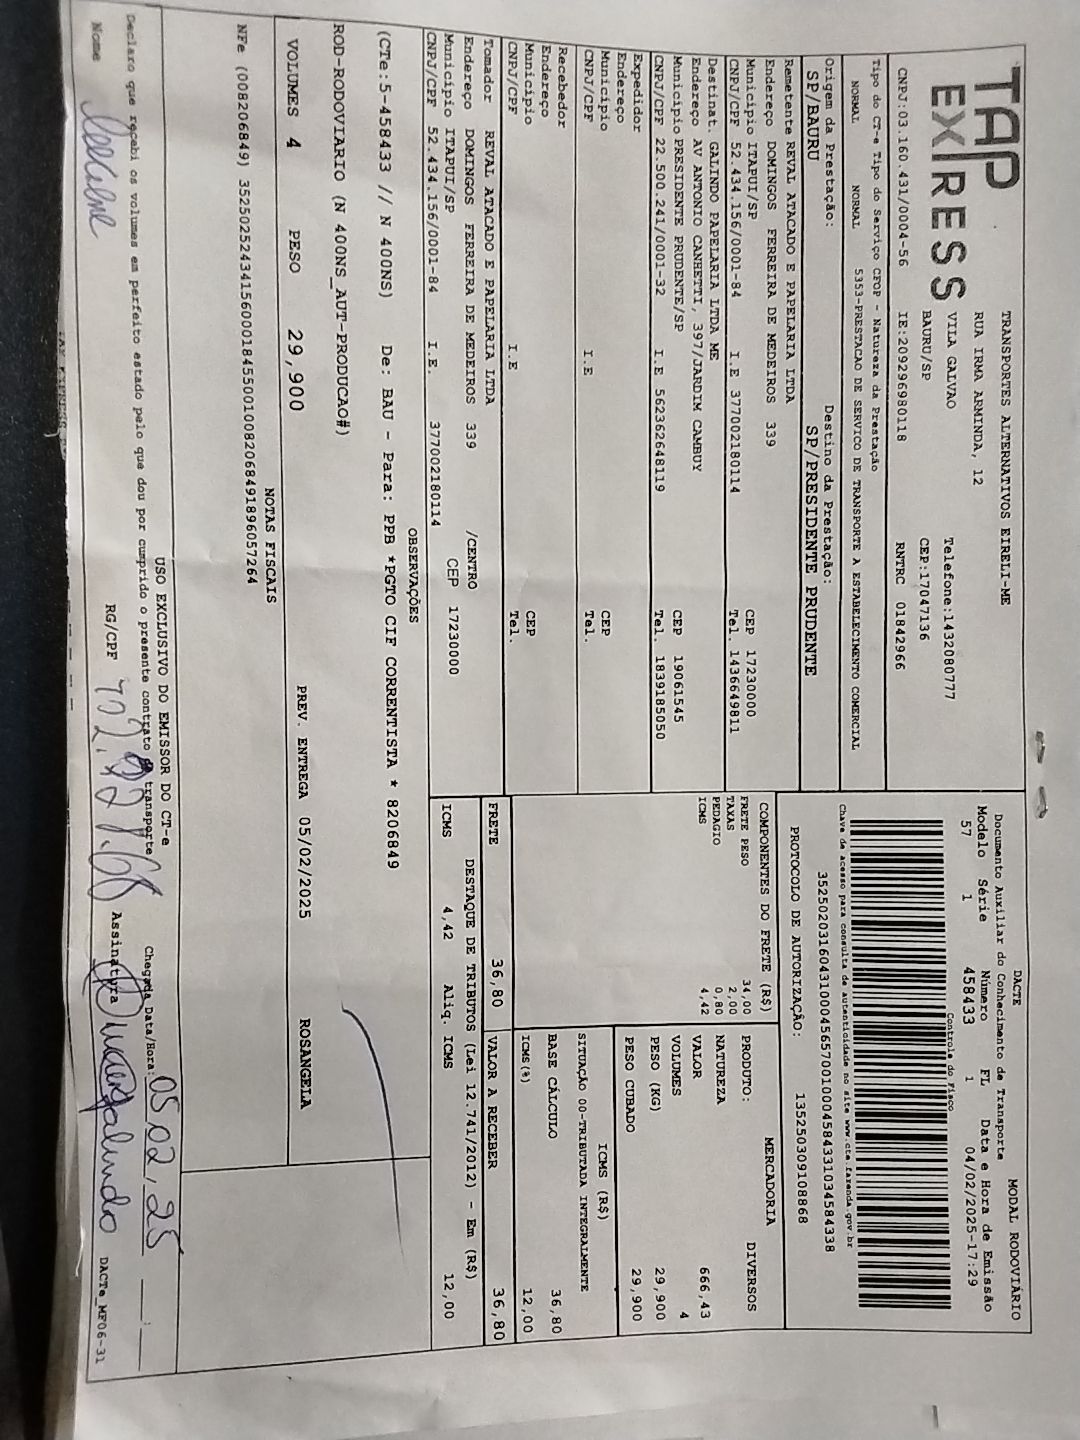 TAP
EXPRESS
TRANSPORTES ALTERNATIVOS EIRELI-ME
RUA IRMA ARMINDA, 12
VILA GALVAO
BAURU/SP
Telefone:1432080777
CEP:17047136
CNPJ:03.160.431/0004-56 IE:209296980118 RNTRC 01842966
DACTE MODAL RODOVIÁRIO
Documento Auxiliar do Conhecimento de Transporte
Modelo Série Número FL Data e Hora de Emissão
57 1 458433 1 04/02/2025-17:29
Controle do Fisco
Chave de acesso para consulta de autenticidade no site www.cte.fazenda.gov.br
PROTOCOLO DE AUTORIZAÇÃO: 135250309108868
Tipo do CT-e Tipo do Serviço CFOP - Natureza da Prestação
NORMAL NORMAL 5353-PRESTACAO DE SERVICO DE TRANSPORTE A ESTABELECIMENTO COMERCIAL
Origem da Prestação: Destino da Prestação:
SP/BAURU SP/PRESIDENTE PRUDENTE
Remetente REVAL ATACADO E PAPELARIA LTDA
Endereço DOMINGOS FERREIRA DE MEDEIROS 339
Município ITAPUI/SP CEP 17230000
CNPJ/CPF 52.434.156/0001-84 I.E 377002180114 Tel. 1436649811
Destinat. GALINDO PAPELARIA LTDA ME
Endereço AV ANTONIO CANHETTI, 397/JARDIM CAMBUY
Município PRESIDENTE PRUDENTE/SP CEP 19061545
CNPJ/CPF 22.500.241/0001-32 I.E 562362648119 Tel. 1839185050
Expedidor
Endereço
Município CEP
CNPJ/CPF I.E Tel.
Recebedor
Endereço
Município CEP
CNPJ/CPF I.E Tel.
Tomador REVAL ATACADO E PAPELARIA LTDA
Endereço DOMINGOS FERREIRA DE MEDEIROS 339 /CENTRO
Município ITAPUI/SP CEP 17230000
CNPJ/CPF 52.434.156/0001-84 I.E. 377002180114
COMPONENTES DO FRETE (R$)
FRETE PESO 34,00
TAXAS 2,00
PEDAGIO 0,80
ICMS 4,42
MERCADORIA
PRODUTO: DIVERSOS
NATUREZA
VALOR 666,43
VOLUMES 4
PESO (KG) 29,900
PESO CUBADO 29,900
ICMS (R$)
SITUAÇÃO 00-TRIBUTADA INTEGRALMENTE
BASE CÁLCULO 36,80
ICMS(%) 12,00
FRETE 36,80 VALOR A RECEBER 36,80
DESTAQUE DE TRIBUTOS (Lei 12.741/2012) - Em (R$)
ICMS 4,42 Aliq. ICMS 12,00
OBSERVAÇÕES
(CTe:5-458433 // N 400NS) De: BAU - Para: PPB *PGTO CIF CORRENTISTA * 8206849
ROD-RODOVIARIO (N 400NS_AUT-PRODUCAO#)
VOLUMES 4 PESO 29,900 PREV. ENTREGA 05/02/2025 ROSANGELA
NOTAS FISCAIS
NFe (008206849)
USO EXCLUSIVO DO EMISSOR DO CT-e
Declaro que recebi os volumes em perfeito estado pelo que dou por cumprido o presente contrato de transporte
Chegada Data/Hora: 05 02, 25 :
Nome RG/CPF Assinatura DACTe_MF06-31